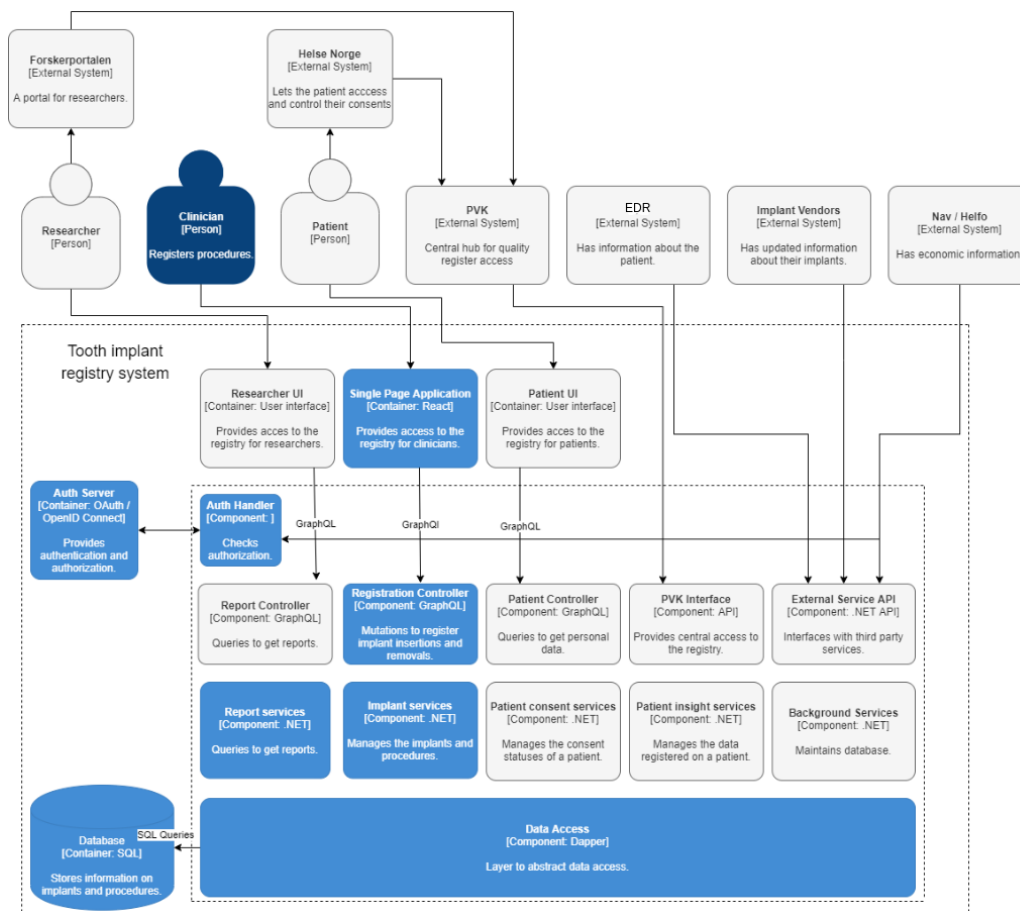 Forskerportalen
[External System]
A portal for researchers.
Helse Norge
[External System]
Lets the patient acccess
and control their consents
Researcher
[Person]
Clinician
[Person]
Registers procedures.
Patient
[Person]
PVK
[External System]
Central hub for quality
register access
EDR
[External System]
Has information about the
patient.
Implant Vendors
[External System]
Has updated information
about their implants.
Nav / Helfo
[External System]
Has economic information
Tooth implant
registry system
Researcher UI
[Container: User interface]
Provides acces to the
registry for researchers.
Single Page Application
[Container: React]
Provides access to the
registry for clinicians.
Patient UI
[Container: User interface]
Provides acces to the
registry for patients.
Auth Server
[Container: OAuth /
OpenID Connect]
Provides
authentication and
authorization.
Auth Handler
[Component: ]
Checks
authorization.
GraphQL
GraphQl
GraphQL
Report Controller
[Component: GraphQL]
Queries to get reports.
Registration Controller
[Component: GraphQL]
Mutations to register
implant insertions and
removals.
Patient Controller
[Component: GraphQL]
Queries to get personal
data.
PVK Interface
[Component: API]
Provides central access to
the registry.
External Service API
[Component: .NET API]
Interfaces with third party
services.
Report services
[Component: .NET]
Queries to get reports.
Implant services
[Component: .NET]
Manages the implants and
procedures.
Patient consent services
[Component: .NET]
Manages the consent
statuses of a patient.
Patient insight services
[Component: .NET]
Manages the data
registered on a patient.
Background Services
[Component: .NET]
Maintains database.
Database
[Container: SQL]
Stores information on
implants and procedures.
SQL Queries
Data Access
[Component: Dapper]
Layer to abstract data access.